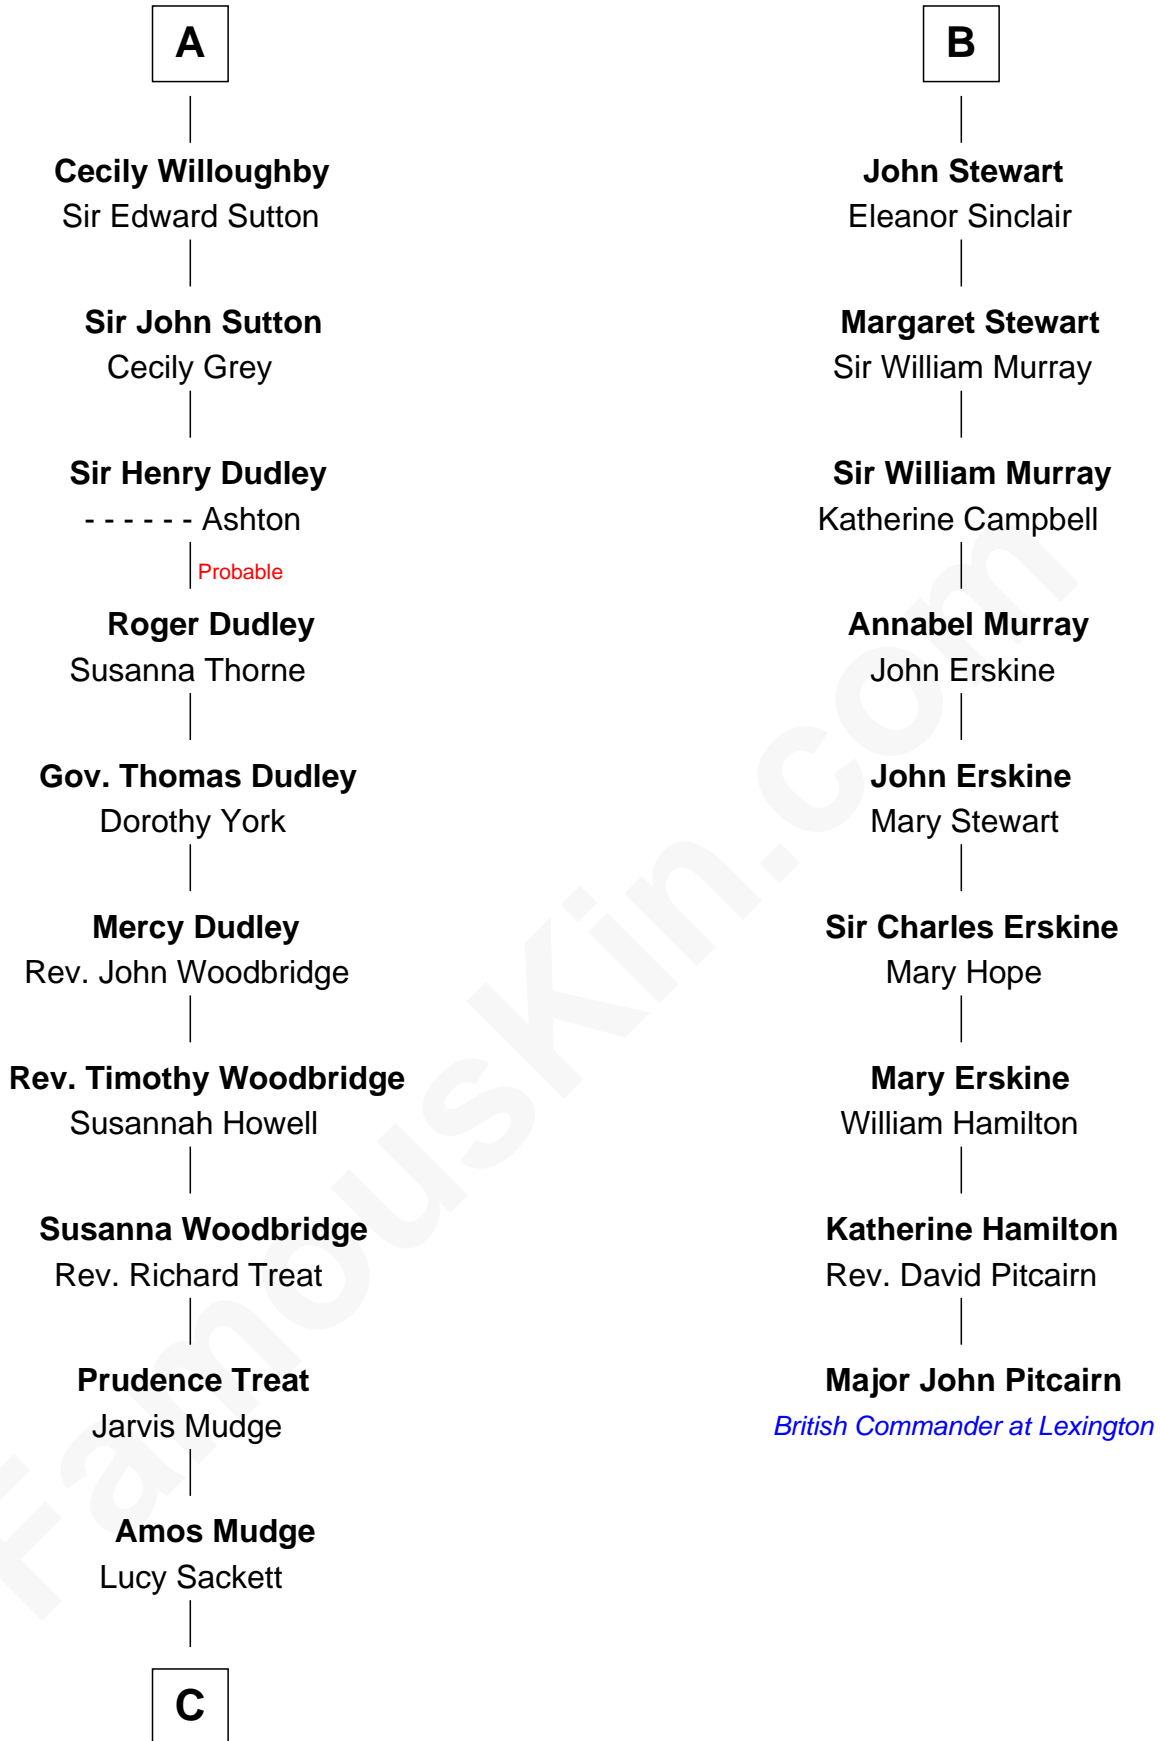 A
Cecily Willoughby
Sir Edward Sutton
Sir John Sutton
Cecily Grey
Sir Henry Dudley
- - - - - - Ashton
Probable
Roger Dudley
Susanna Thorne
Gov. Thomas Dudley
Dorothy York
Mercy Dudley
Rev. John Woodbridge
Rev. Timothy Woodbridge
Susannah Howell
Susanna Woodbridge
Rev. Richard Treat
Prudence Treat
Jarvis Mudge
Amos Mudge
Lucy Sackett
C
B
John Stewart
Eleanor Sinclair
Margaret Stewart
Sir William Murray
Sir William Murray
Katherine Campbell
Annabel Murray
John Erskine
John Erskine
Mary Stewart
Sir Charles Erskine
Mary Hope
Mary Erskine
William Hamilton
Katherine Hamilton
Rev. David Pitcairn
Major John Pitcairn
British Commander at Lexington
FamousKin.com